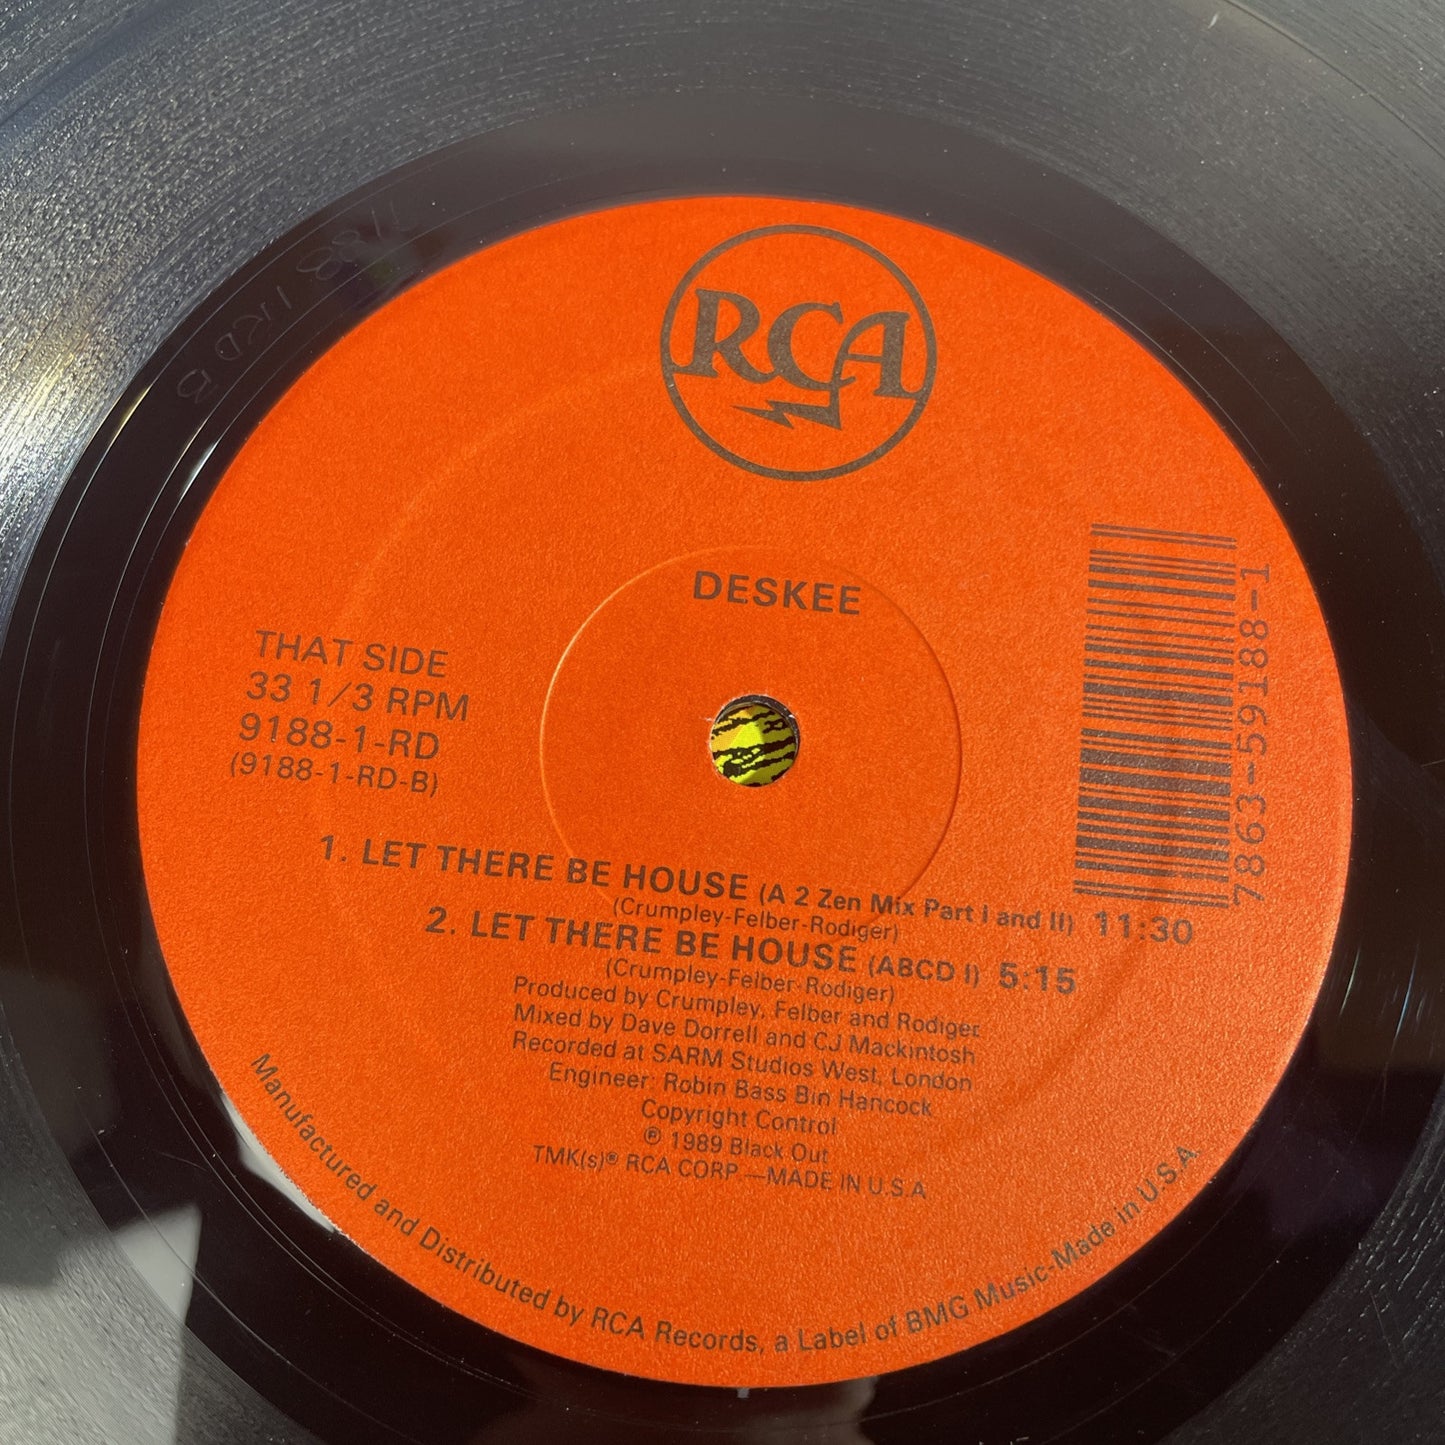 RCA
DESKEE
THAT SIDE
33 1/3 RPM
9188-1-RD
(9188-1-RD-B)
7863-59188-1
1. LET THERE BE HOUSE (A 2 Zen Mix Part I and II) 11:30
(Crumpley-Felber-Rodiger)
2. LET THERE BE HOUSE (ABCD I) 5:15
(Crumpley-Felber-Rodiger)
Produced by Crumpley, Felber and Rodiger
Mixed by Dave Dorrell and CJ Mackintosh
Recorded at SARM Studios West, London
Engineer: Robin Bass Bin Hancock
Copyright Control
℗ 1989 Black Out
TMK(s)® RCA CORP.—MADE IN U.S.A
Manufactured and Distributed by RCA Records, a Label of BMG Music-Made in U.S.A.